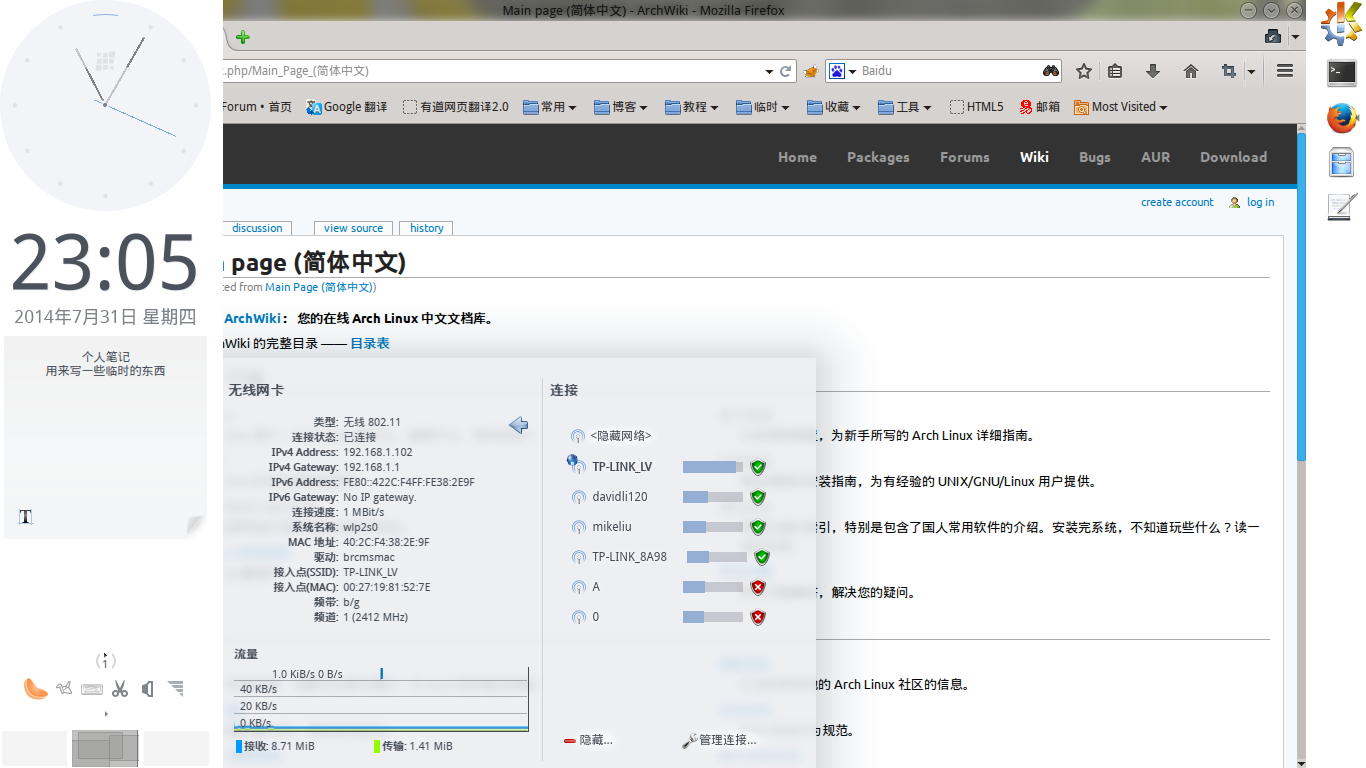 Main page (简体中文) - ArchWiki - Mozilla Firefox
.php/Main_Page_(简体中文)
Baidu
Forum • 首页
Google 翻译
有道网页翻译2.0
常用
博客
教程
临时
收藏
工具
HTML5
邮箱
Most Visited
Home
Packages
Forums
Wiki
Bugs
AUR
Download
create account
log in
discussion
view source
history
page (简体中文)
ted from Main Page (简体中文))
ArchWiki： 您的在线 Arch Linux 中文文档库。
Wiki 的完整目录 —— 目录表
，为新手所写的 Arch Linux 详细指南。
装指南，为有经验的 UNIX/GNU/Linux 用户提供。
引，特别是包含了国人常用软件的介绍。安装完系统，不知道玩些什么？读一
，解决您的疑问。
的 Arch Linux 社区的信息。
为规范。
23:05
2014年7月31日 星期四
个人笔记
用来写一些临时的东西
1
无线网卡
类型: 无线 802.11
连接状态: 已连接
IPv4 Address: 192.168.1.102
IPv4 Gateway: 192.168.1.1
IPv6 Address: FE80::422C:F4FF:FE38:2E9F
IPv6 Gateway: No IP gateway.
连接速度: 1 MBit/s
系统名称: wlp2s0
MAC 地址: 40:2C:F4:38:2E:9F
驱动: brcmsmac
接入点(SSID): TP-LINK_LV
接入点(MAC): 00:27:19:81:52:7E
频带: b/g
频道: 1 (2412 MHz)
流量
1.0 KiB/s 0 B/s
40 KB/s
20 KB/s
0 KB/s
接收: 8.71 MiB
传输: 1.41 MiB
连接
<隐藏网络>
TP-LINK_LV
davidli120
mikeliu
TP-LINK_8A98
A
0
隐藏...
管理连接...